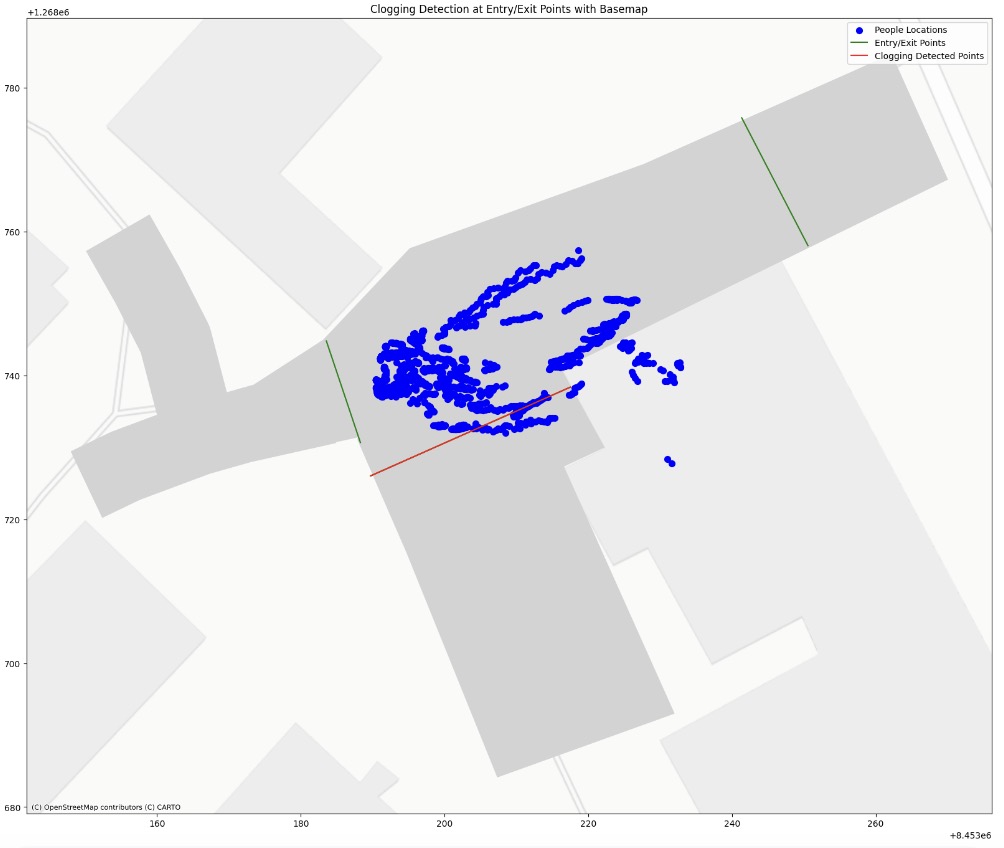 Clogging Detection at Entry/Exit Points with Basemap
+1.268e6
People Locations
Entry/Exit Points
Clogging Detected Points
780
760
740
720
700
680
(C) OpenStreetMap contributors (C) CARTO
160 180 200 220 240 260
+8.453e6